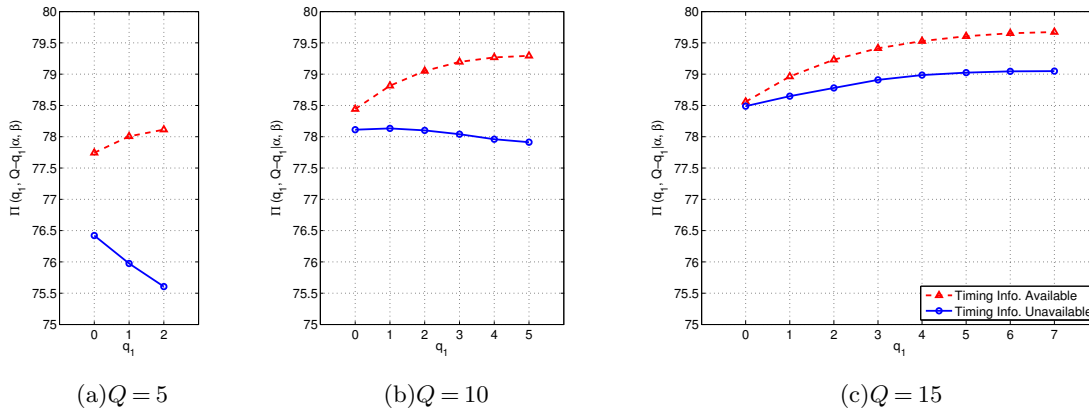 80
79.5
79
78.5
78
77.5
77
76.5
76
75.5
75
Π (q₁, Q−q₁|α, β)
0 1 2
q₁
(a)Q = 5
80
79.5
79
78.5
78
77.5
77
76.5
76
75.5
75
Π (q₁, Q−q₁|α, β)
0 1 2 3 4 5
q₁
(b)Q = 10
80
79.5
79
78.5
78
77.5
77
76.5
76
75.5
75
Π (q₁, Q−q₁|α, β)
Timing Info. Available
Timing Info. Unavailable
0 1 2 3 4 5 6 7
q₁
(c)Q = 15